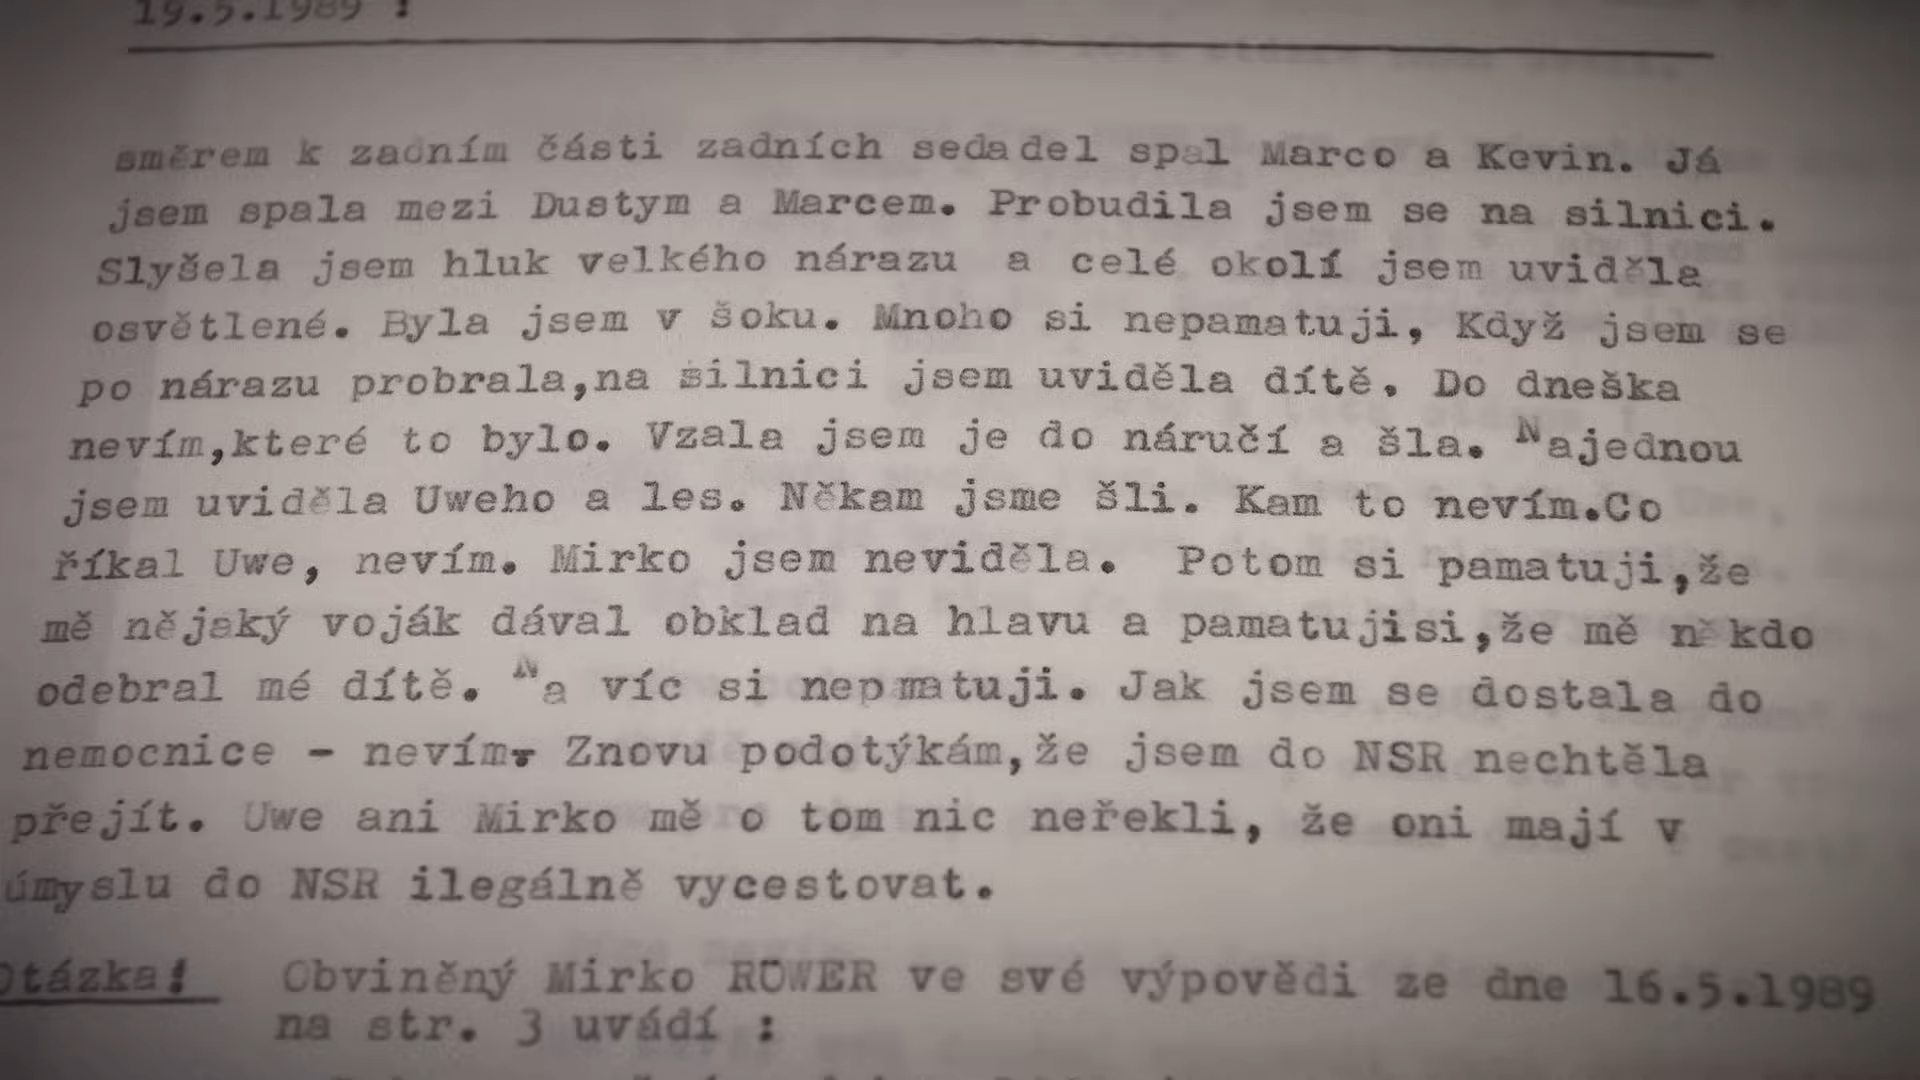 19.5.1989 :
směrem k zadním části zadních sedadel spal Marco a Kevin. Já
jsem spala mezi Dustym a Marcem. Probudila jsem se na silnici.
Slyšela jsem hluk velkého nárazu a celé okolí jsem uviděla
osvětlené. Byla jsem v šoku. Mnoho si nepamatuji, Když jsem se
po nárazu probrala,na silnici jsem uviděla dítě. Do dneška
nevím,které to bylo. Vzala jsem je do náručí a šla. Najednou
jsem uviděla Uweho a les. Někam jsme šli. Kam to nevím.Co
říkal Uwe, nevím. Mirko jsem neviděla. Potom si pamatuji,že
mě nějaký voják dával obklad na hlavu a pamatujisi,že mě někdo
odebral mé dítě. Na víc si nepmatuji. Jak jsem se dostala do
nemocnice - nevím. Znovu podotýkám,že jsem do NSR nechtěla
přejít. Uwe ani Mirko mě o tom nic neřekli, že oni mají v
úmyslu do NSR ilegálně vycestovat.
Otázka! Obviněný Mirko ROWER ve své výpovědi ze dne 16.5.1989
na str. 3 uvádí :